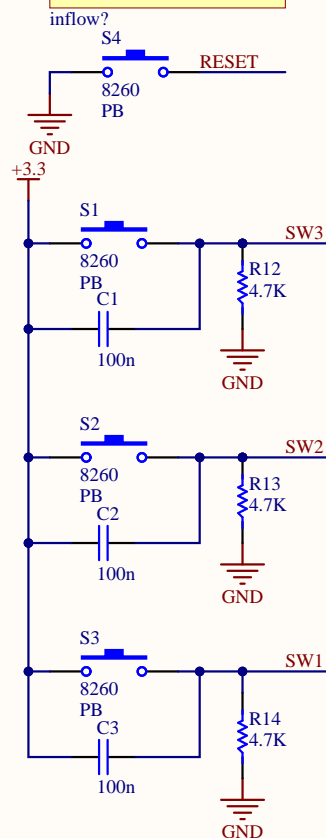 inflow?
S4
RESET
8260
PB
GND
+3.3
S1
SW3
8260
PB
R12
4.7K
C1
100n
GND
S2
SW2
8260
PB
R13
4.7K
C2
100n
GND
S3
SW1
8260
PB
R14
4.7K
C3
100n
GND